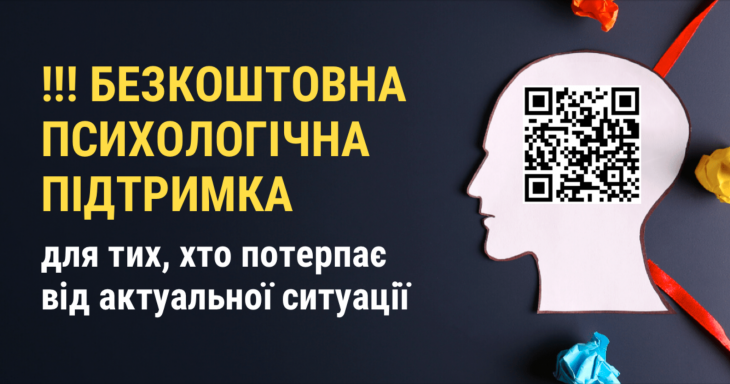 !!! БЕЗКОШТОВНА
ПСИХОЛОГІЧНА
ПІДТРИМКА
для тих, хто потерпає
від актуальної ситуації